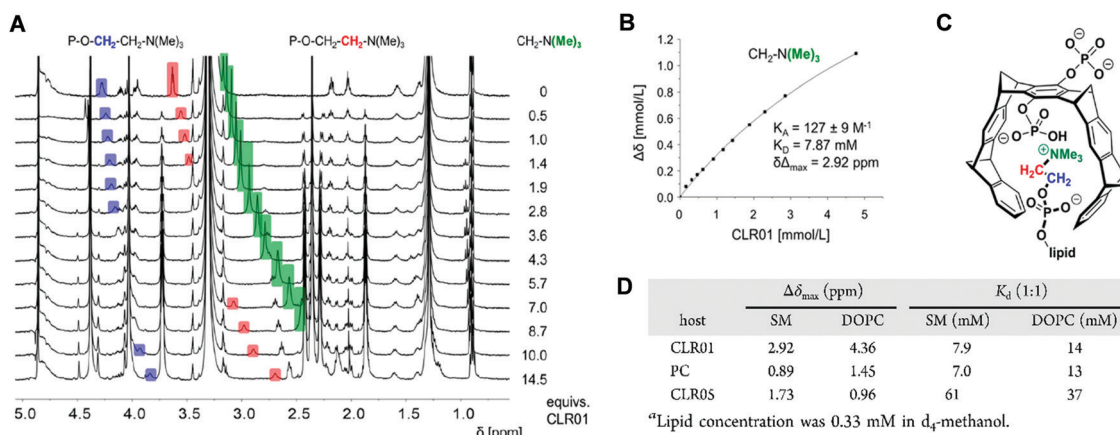 A
P-O-CH₂-CH₂-N(Me)₃
P-O-CH₂-CH₂-N(Me)₃
CH₂-N(Me)₃
0
0.5
1.0
1.4
1.9
2.8
3.6
4.3
5.7
7.0
8.7
10.0
14.5
5.0 4.5 4.0 3.5 3.0 2.5 2.0 1.5 1.0
δ [ppm]
equivs.
CLR01
B
Δδ [mmol/L]
1.2
1.0
0.8
0.6
0.4
0.2
0.0
CH₂-N(Me)₃
K_A = 127 ± 9 M⁻¹
K_D = 7.87 mM
δΔ_max = 2.92 ppm
0 1 2 3 4 5
CLR01 [mmol/L]
C
O
O-P-O⊖
O⊖
O
O-P-OH
⊖O
⊕
NMe₃
H₂C
CH₂
O
O=P-O⊖
O
lipid
D
Δδmax (ppm) Kd (1:1)
host SM DOPC SM (mM) DOPC (mM)
CLR01 2.92 4.36 7.9 14
PC 0.89 1.45 7.0 13
CLR05 1.73 0.96 61 37
ᵃLipid concentration was 0.33 mM in d₄-methanol.